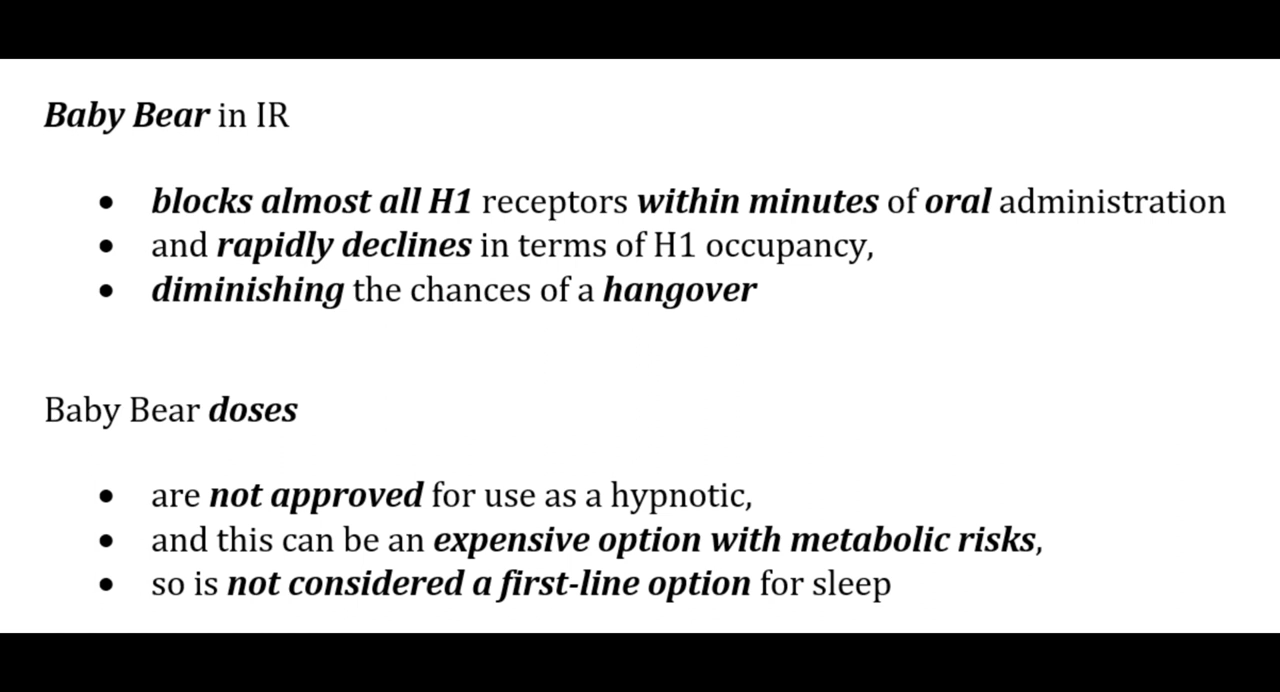 Baby Bear in IR
• blocks almost all H1 receptors within minutes of oral administration
• and rapidly declines in terms of H1 occupancy,
• diminishing the chances of a hangover
Baby Bear doses
• are not approved for use as a hypnotic,
• and this can be an expensive option with metabolic risks,
• so is not considered a first-line option for sleep